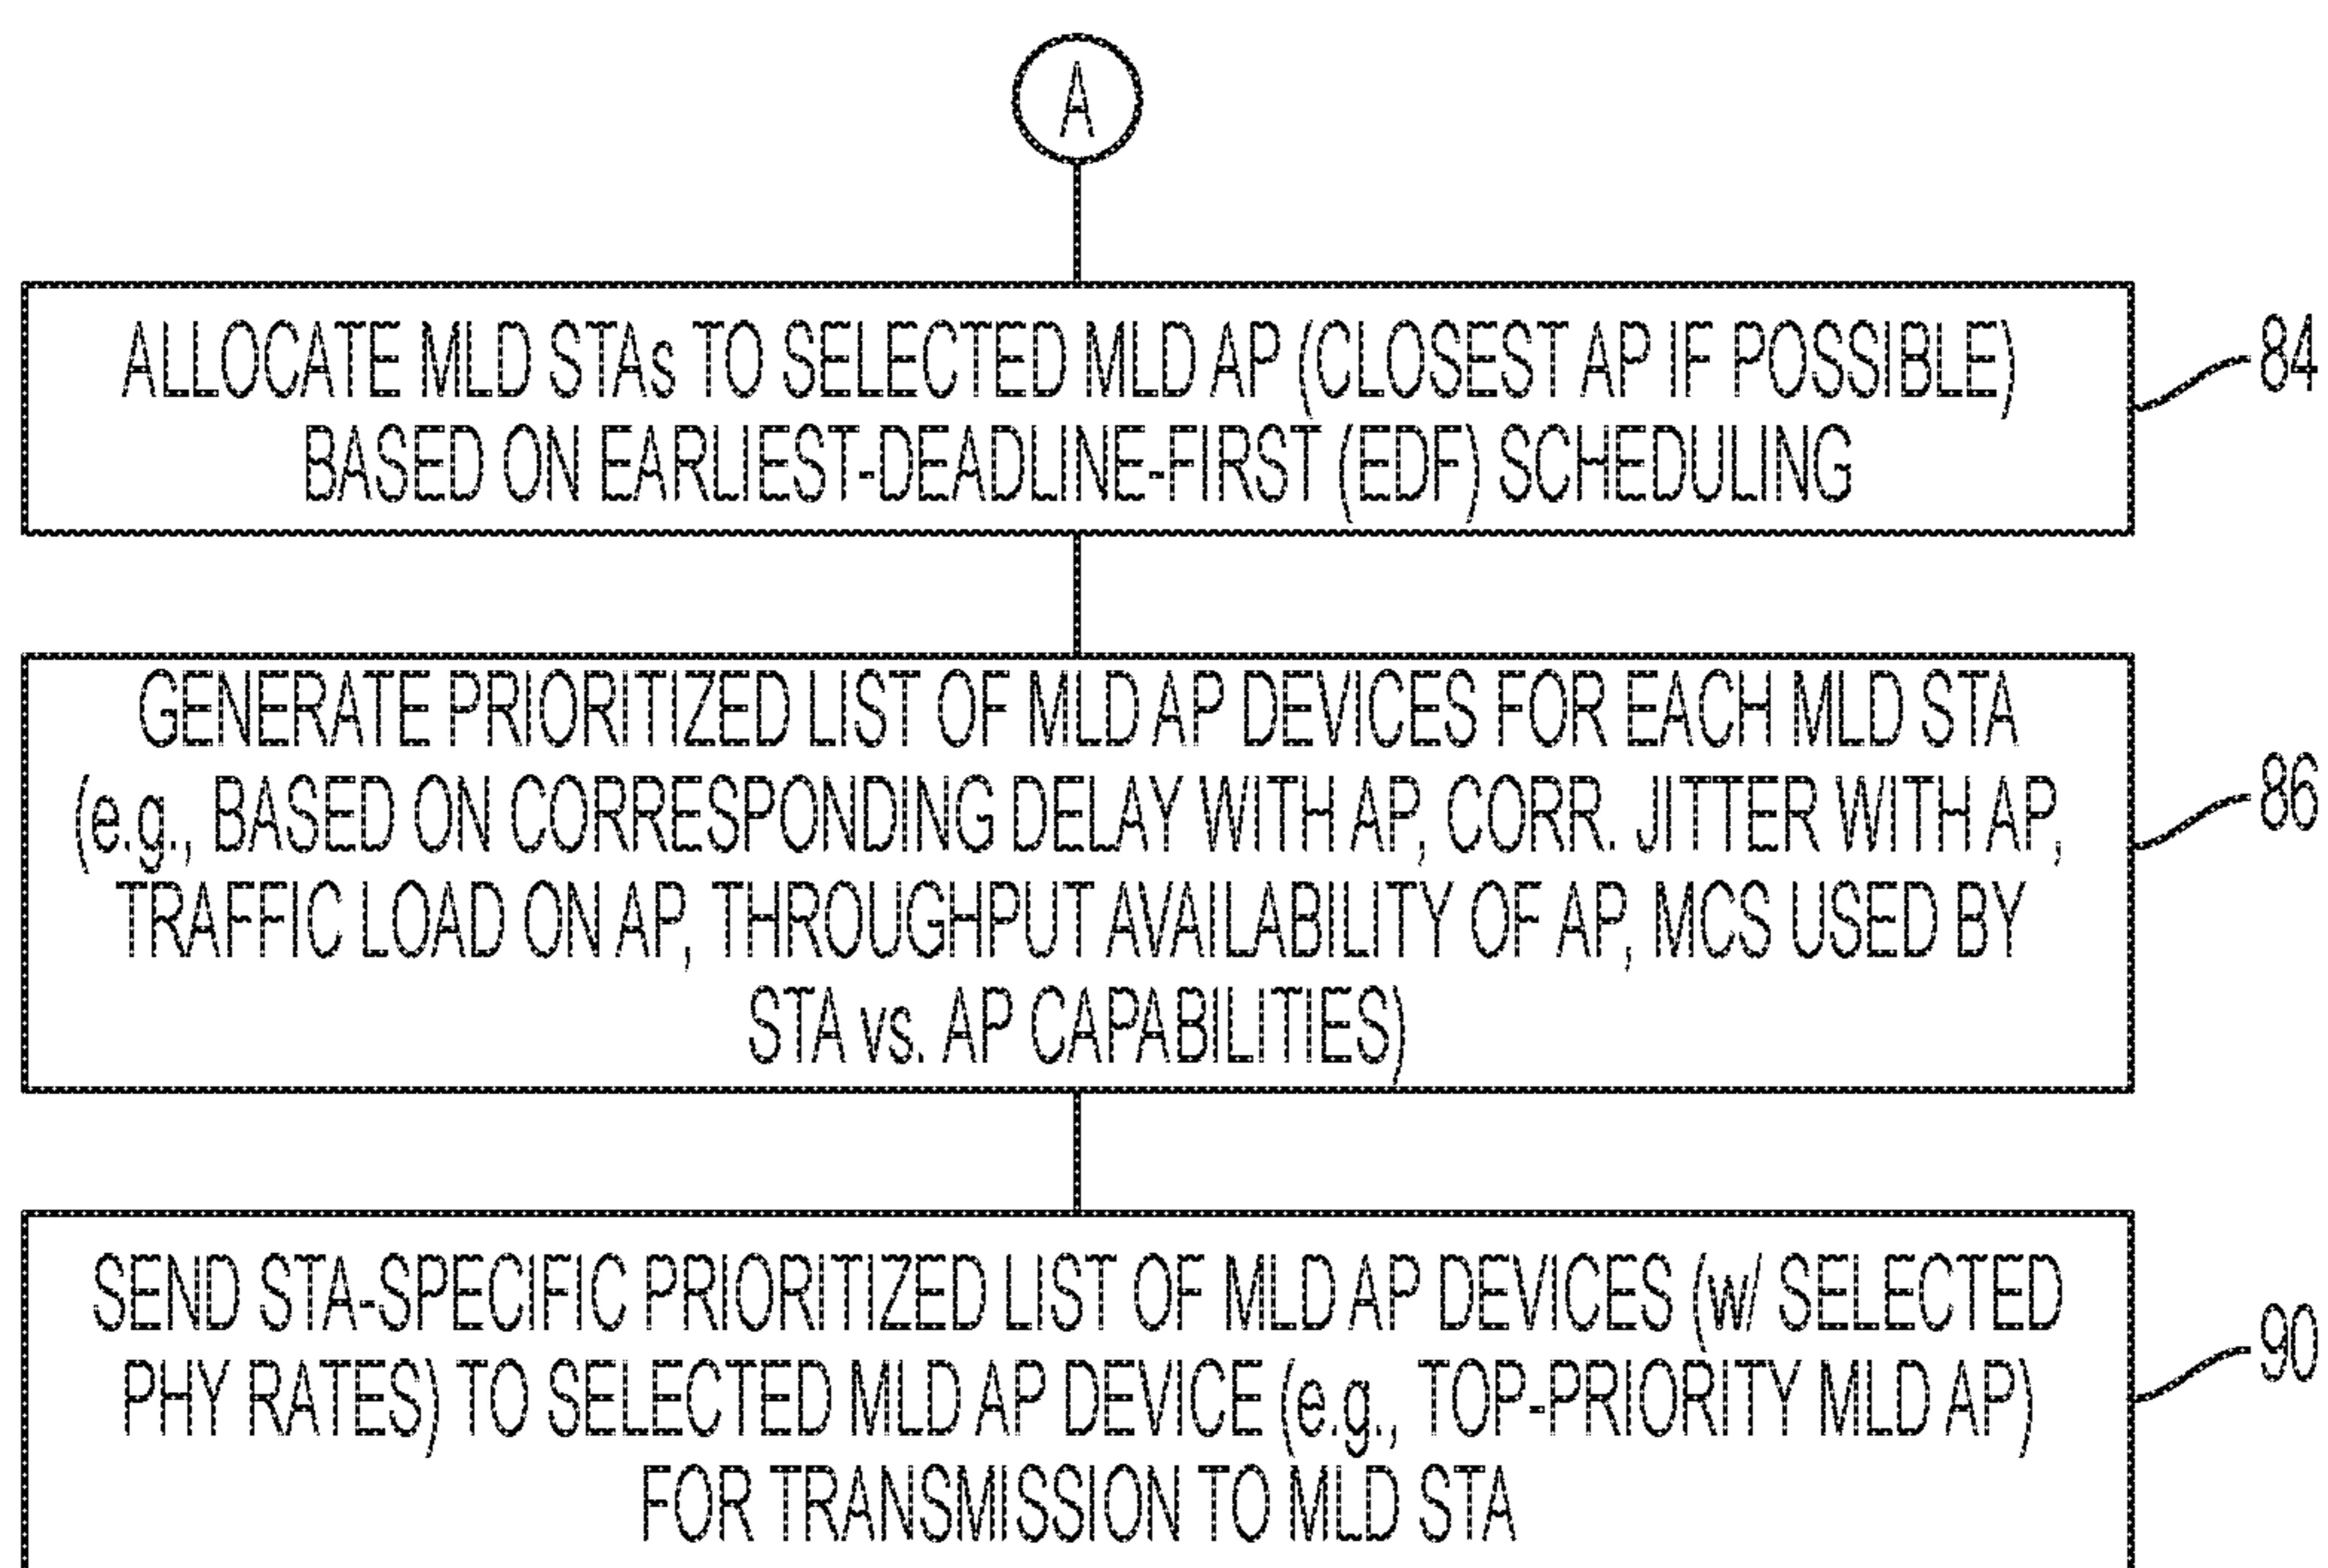 A
ALLOCATE MLD STAs TO SELECTED MLD AP (CLOSEST AP IF POSSIBLE)
BASED ON EARLIEST-DEADLINE-FIRST (EDF) SCHEDULING
84
GENERATE PRIORITIZED LIST OF MLD AP DEVICES FOR EACH MLD STA
(e.g., BASED ON CORRESPONDING DELAY WITH AP, CORR. JITTER WITH AP,
TRAFFIC LOAD ON AP, THROUGHPUT AVAILABILITY OF AP, MCS USED BY
STA vs. AP CAPABILITIES)
86
SEND STA-SPECIFIC PRIORITIZED LIST OF MLD AP DEVICES (w/ SELECTED
PHY RATES) TO SELECTED MLD AP DEVICE (e.g., TOP-PRIORITY MLD AP)
FOR TRANSMISSION TO MLD STA
90